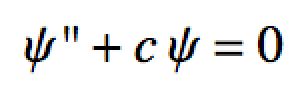 ψ" + c ψ = 0